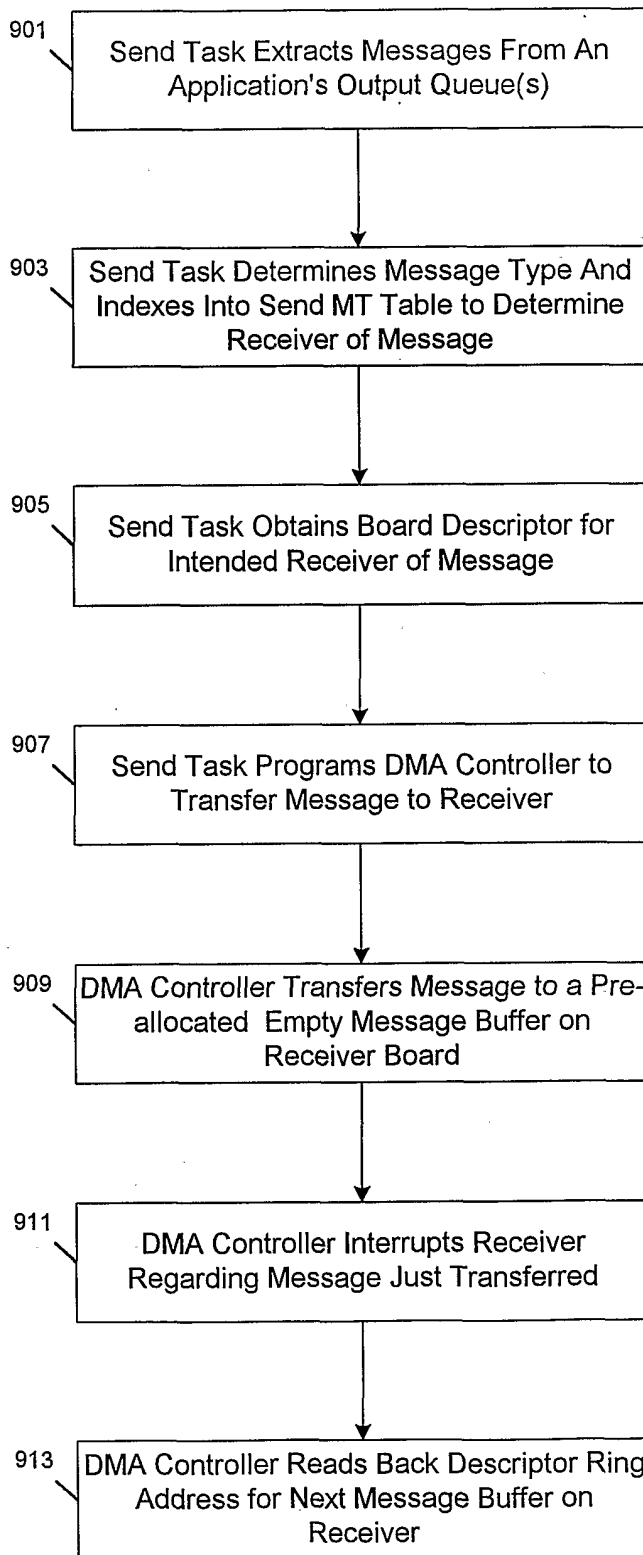 901
Send Task Extracts Messages From An
Application's Output Queue(s)
903
Send Task Determines Message Type And
Indexes Into Send MT Table to Determine
Receiver of Message
905
Send Task Obtains Board Descriptor for
Intended Receiver of Message
907
Send Task Programs DMA Controller to
Transfer Message to Receiver
909
DMA Controller Transfers Message to a Pre-
allocated Empty Message Buffer on
Receiver Board
911
DMA Controller Interrupts Receiver
Regarding Message Just Transferred
913
DMA Controller Reads Back Descriptor Ring
Address for Next Message Buffer on
Receiver